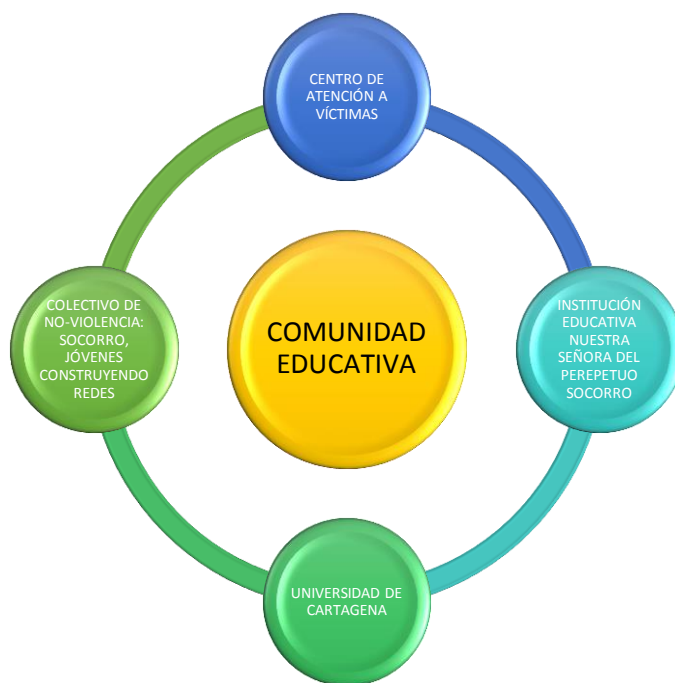 CENTRO DE
ATENCIÓN A
VÍCTIMAS
COLECTIVO DE
NO-VIOLENCIA:
SOCORRO,
JÓVENES
CONSTRUYENDO
REDES
COMUNIDAD
EDUCATIVA
INSTITUCIÓN
EDUCATIVA
NUESTRA
SEÑORA DEL
PEREPETUO
SOCORRO
UNIVERSIDAD DE
CARTAGENA